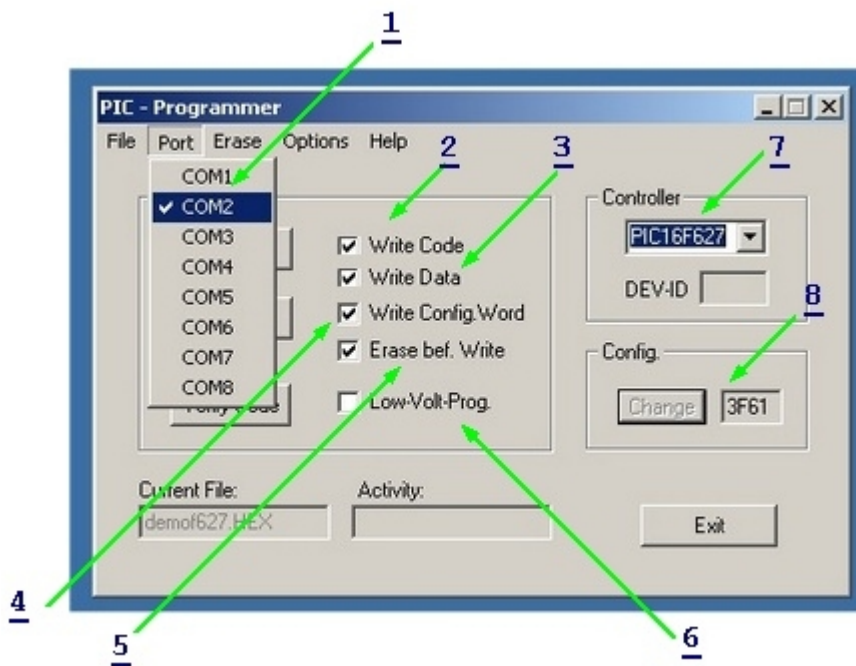 1
PIC - Programmer
File Port Erase Options Help
2
3
7
COM1
COM2
COM3
COM4
COM5
COM6
COM7
COM8
Write Code
Write Data
Write Config.Word
Erase bef. Write
Low-Volt-Prog.
Controller
PIC16F627
DEV-ID
8
Config.
Change 3F61
Current File:
demof627.HEX
Activity:
Exit
4
5
6